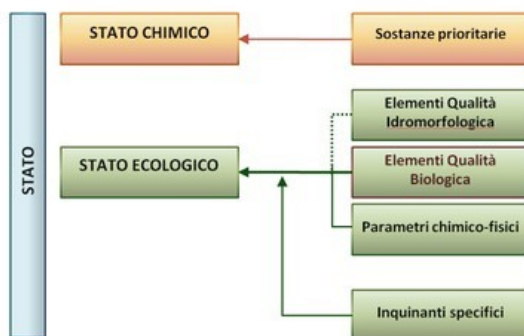 STATO
STATO CHIMICO
Sostanze prioritarie
Elementi Qualità
Idromorfologica
STATO ECOLOGICO
Elementi Qualità
Biologica
Parametri chimico-fisici
Inquinanti specifici